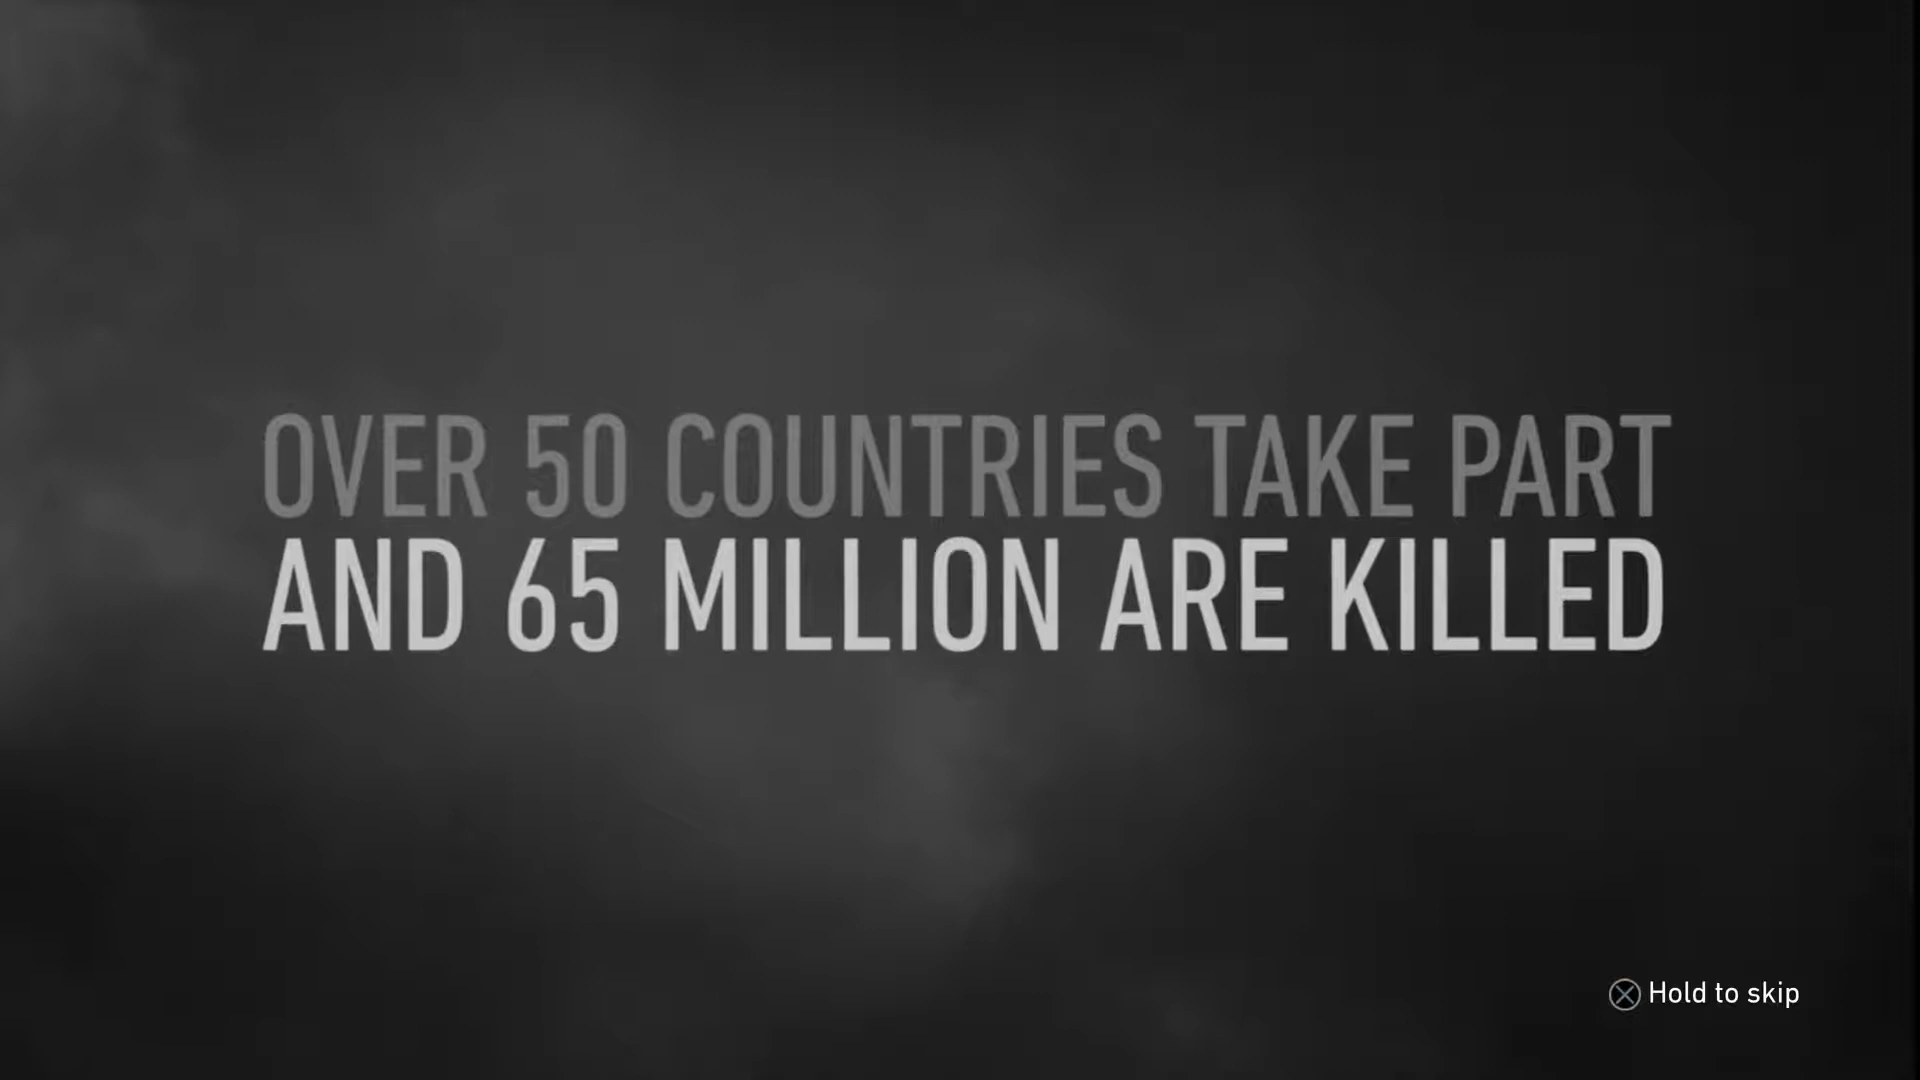 OVER 50 COUNTRIES TAKE PART
AND 65 MILLION ARE KILLED
Hold to skip